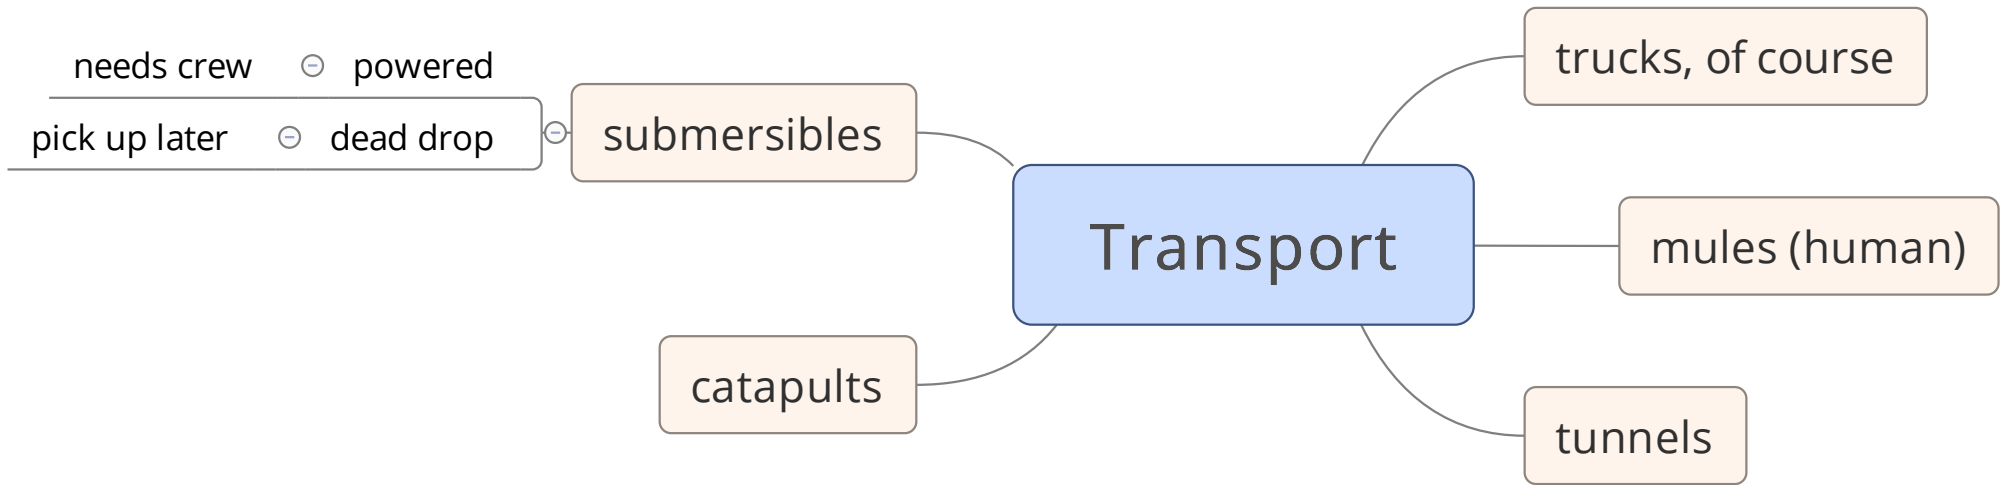 needs crew
powered
pick up later
dead drop
submersibles
catapults
Transport
trucks, of course
mules (human)
tunnels